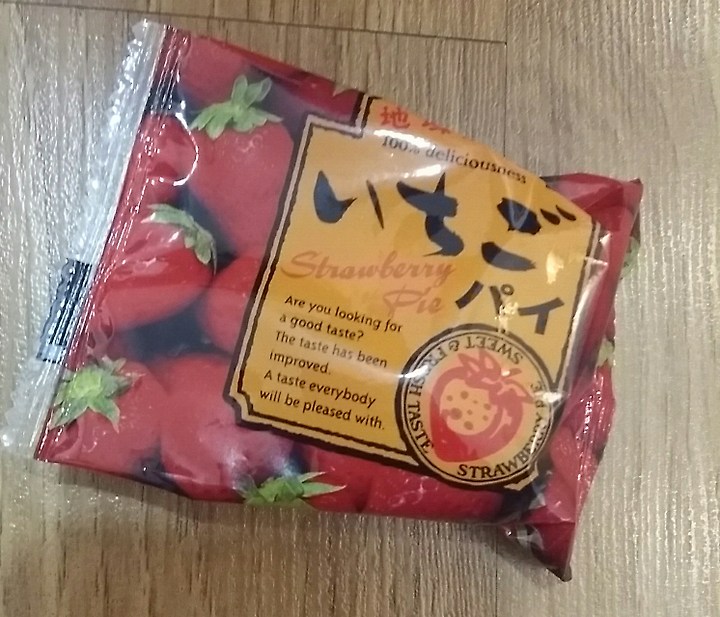 地
100% deliciousness
いちご
パイ
Strawberry
Pie
Are you looking for
a good taste?
The taste has been
improved.
A taste everybody
will be pleased with.
SWEET & FRESH TASTE
STRAWBERRY PIE